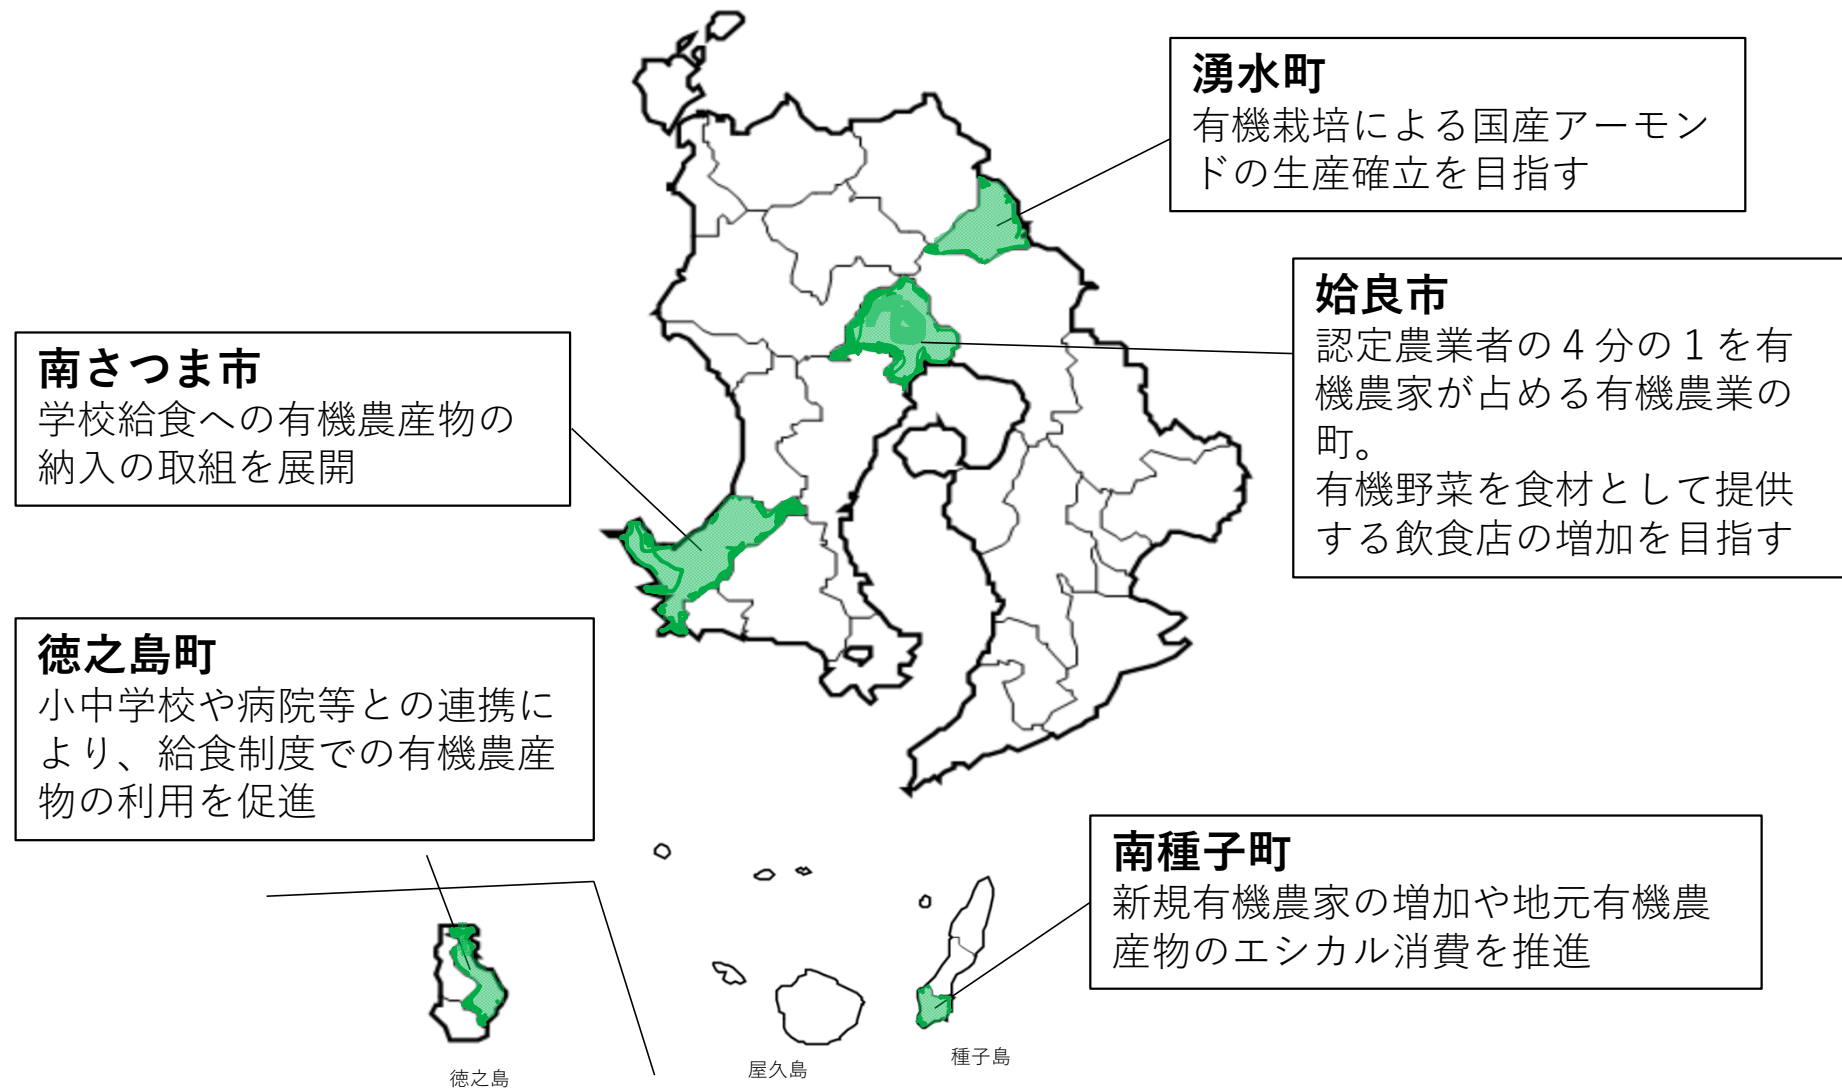 湧水町
有機栽培による国産アーモン
ドの生産確立を目指す
姶良市
認定農業者の４分の１を有
機農家が占める有機農業の
町。
有機野菜を食材として提供
する飲食店の増加を目指す
南さつま市
学校給食への有機農産物の
納入の取組を展開
徳之島町
小中学校や病院等との連携に
より、給食制度での有機農産
物の利用を促進
南種子町
新規有機農家の増加や地元有機農
産物のエシカル消費を推進
徳之島
屋久島
種子島